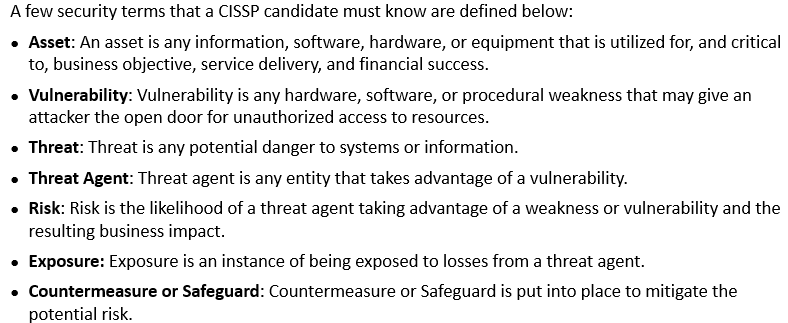 A few security terms that a CISSP candidate must know are defined below:
• Asset: An asset is any information, software, hardware, or equipment that is utilized for, and critical
to, business objective, service delivery, and financial success.
• Vulnerability: Vulnerability is any hardware, software, or procedural weakness that may give an
attacker the open door for unauthorized access to resources.
• Threat: Threat is any potential danger to systems or information.
• Threat Agent: Threat agent is any entity that takes advantage of a vulnerability.
• Risk: Risk is the likelihood of a threat agent taking advantage of a weakness or vulnerability and the
resulting business impact.
• Exposure: Exposure is an instance of being exposed to losses from a threat agent.
• Countermeasure or Safeguard: Countermeasure or Safeguard is put into place to mitigate the
potential risk.